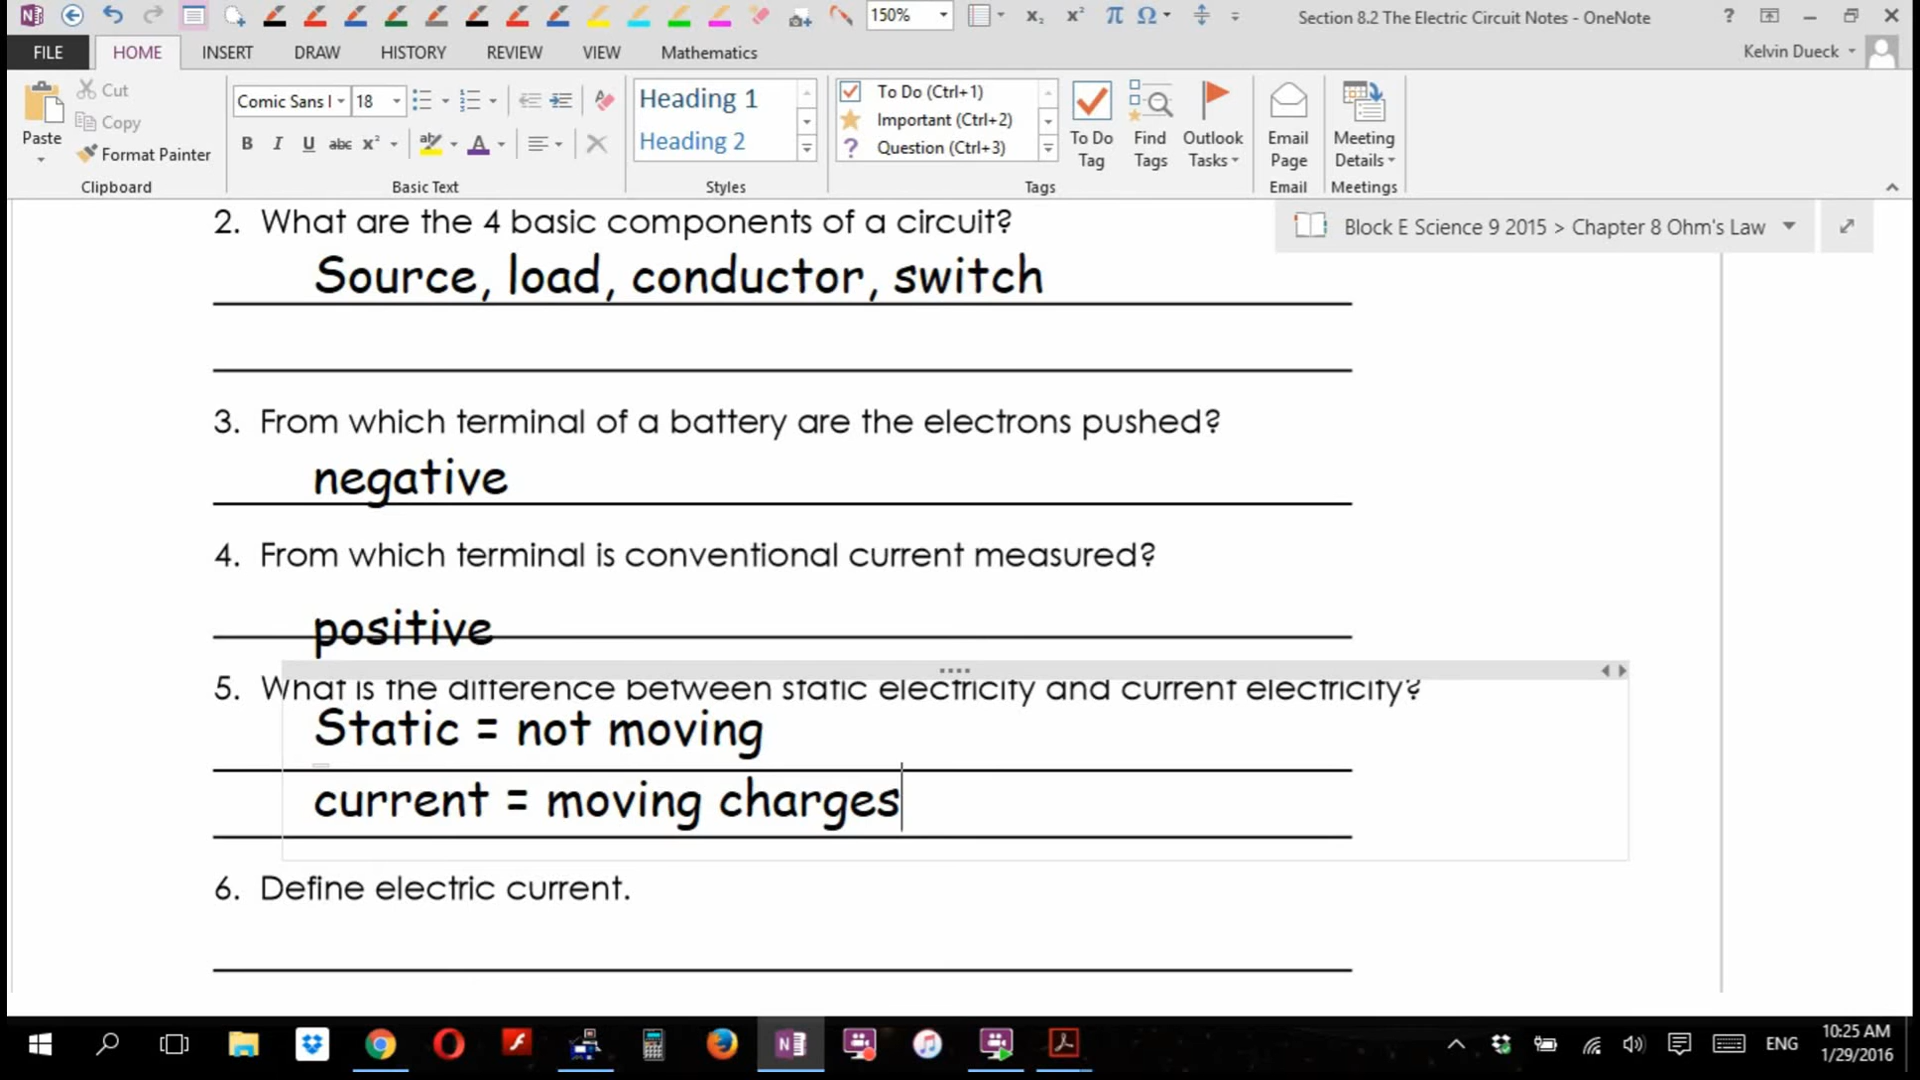 150%
x₂
x²
π
Ω
Section 8.2 The Electric Circuit Notes - OneNote
?
FILE
HOME
INSERT
DRAW
HISTORY
REVIEW
VIEW
Mathematics
Kelvin Dueck
Paste
Cut
Copy
Format Painter
Clipboard
Comic Sans
18
B I U abc x² ab A
Basic Text
Heading 1
Heading 2
Styles
To Do (Ctrl+1)
Important (Ctrl+2)
? Question (Ctrl+3)
To Do
Tag
Find
Tags
Outlook
Tasks
Tags
Email
Page
Email
Meeting
Details
Meetings
Block E Science 9 2015 > Chapter 8 Ohm's Law
2. What are the 4 basic components of a circuit?
Source, load, conductor, switch
3. From which terminal of a battery are the electrons pushed?
negative
4. From which terminal is conventional current measured?
positive
5. What is the difference between static electricity and current electricity?
Static = not moving
current = moving charges
6. Define electric current.
ENG
10:25 AM
1/29/2016